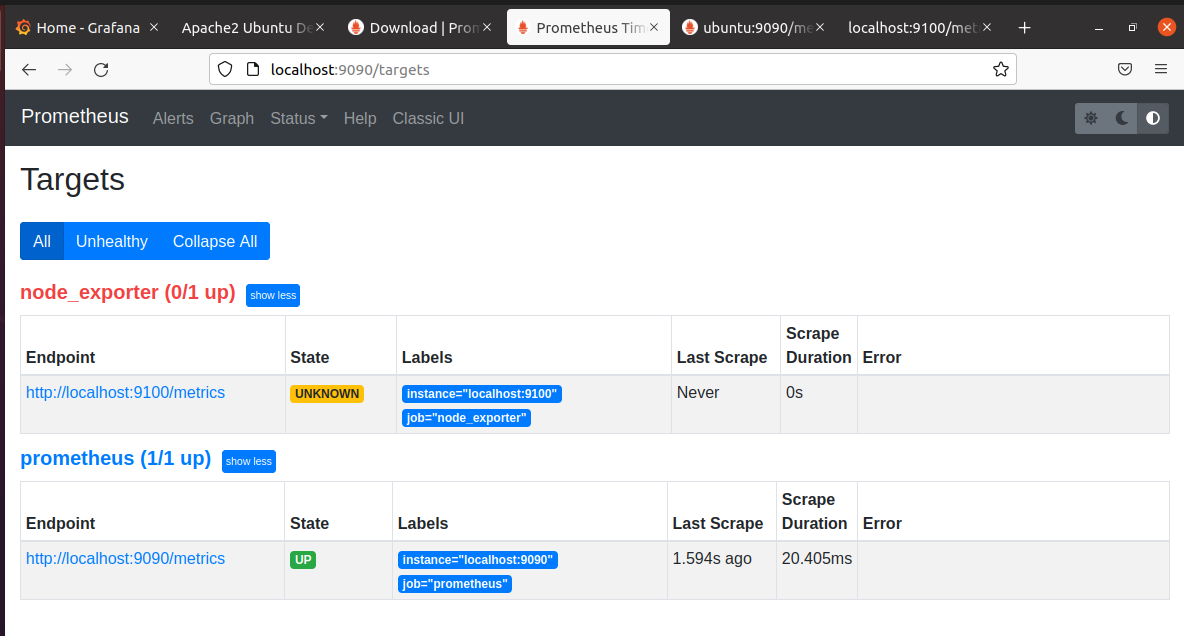 Home - Grafana
Apache2 Ubuntu De
Download | Pron
Prometheus Tim
ubuntu:9090/me
localhost:9100/met
localhost:9090/targets
Prometheus Alerts Graph Status Help Classic UI
Targets
All Unhealthy Collapse All
node_exporter (0/1 up) show less
Endpoint State Labels Last Scrape Scrape Duration Error
http://localhost:9100/metrics UNKNOWN instance="localhost:9100" Never 0s
job="node_exporter"
prometheus (1/1 up) show less
Endpoint State Labels Last Scrape Scrape Duration Error
http://localhost:9090/metrics UP instance="localhost:9090" 1.594s ago 20.405ms
job="prometheus"